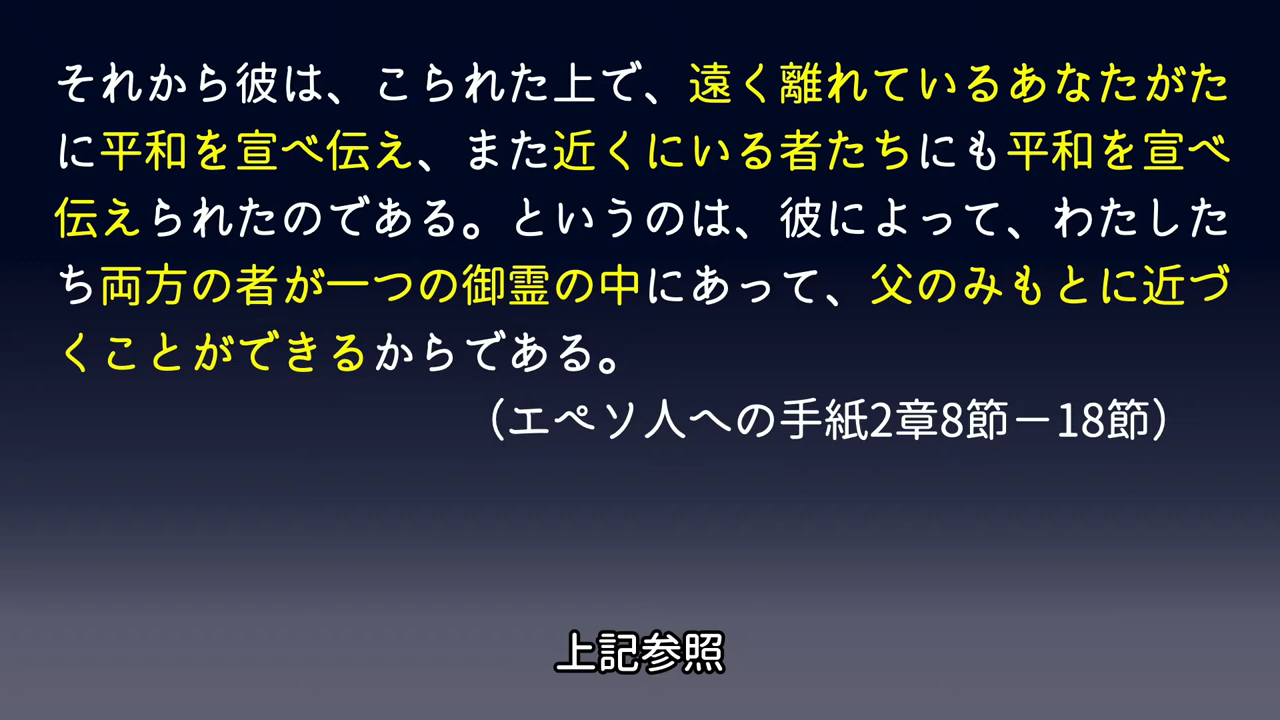 それから彼は、こられた上で、遠く離れているあなたがた
に平和を宣べ伝え、また近くにいる者たちにも平和を宣べ
伝えられたのである。というのは、彼によって、わたした
ち両方の者が一つの御霊の中にあって、父のみもとに近づ
くことができるからである。
（エペソ人への手紙2章8節－18節）
上記参照